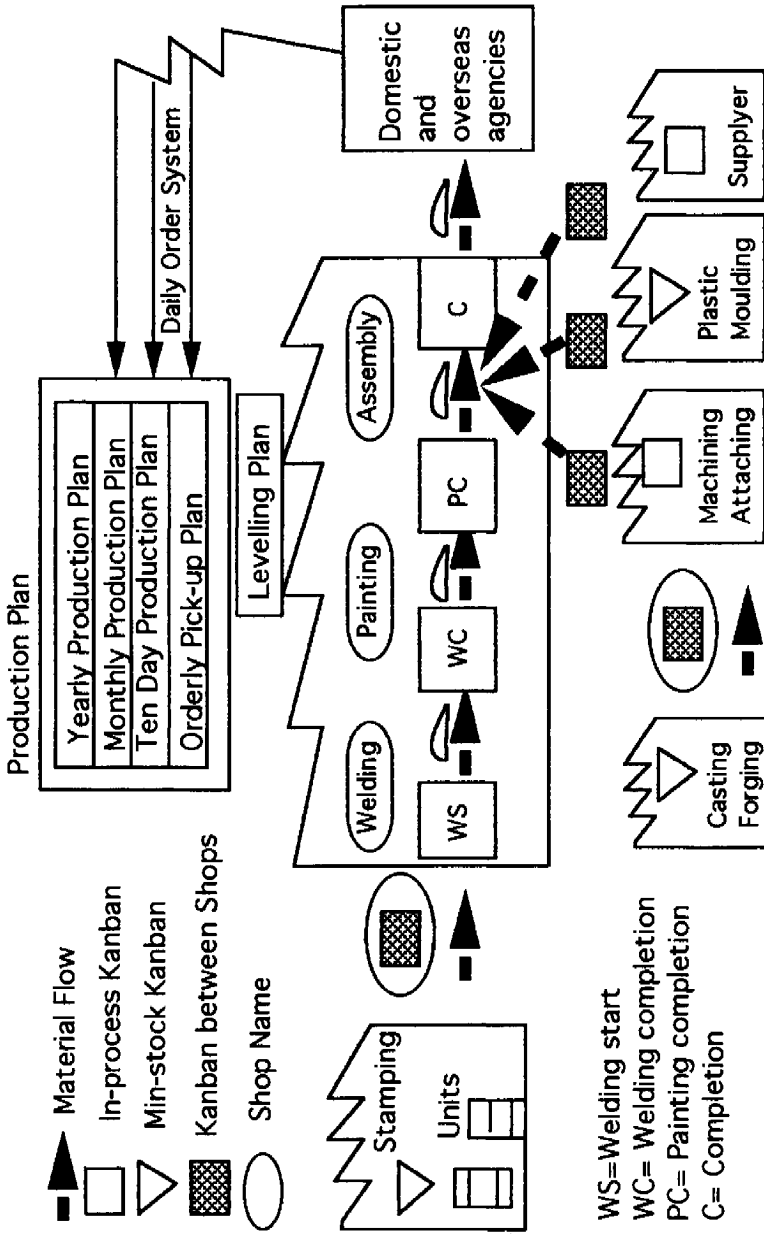 Production Plan
Yearly Production Plan
Monthly Production Plan
Ten Day Production Plan
Orderly Pick-up Plan
Daily Order System
Levelling Plan
Material Flow
In-process Kanban
Min-stock Kanban
Kanban between Shops
Shop Name
Welding
Painting
Assembly
WS
WC
PC
C
Domestic
and
overseas
agencies
Stamping
Units
Casting
Forging
Machining
Attaching
Plastic
Moulding
Supplyer
WS=Welding start
WC= Welding completion
PC= Painting completion
C= Completion